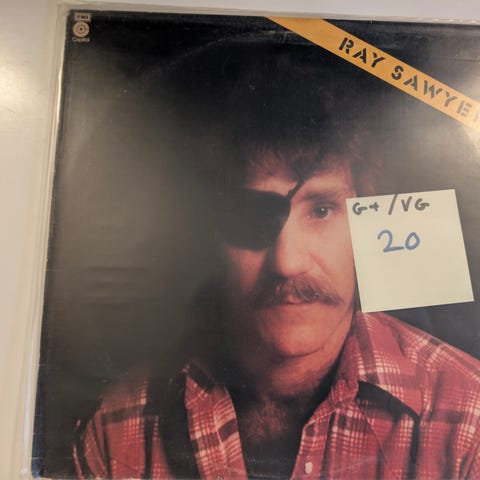 EMI
Capitol
RAY SAWYER
G+/VG
20